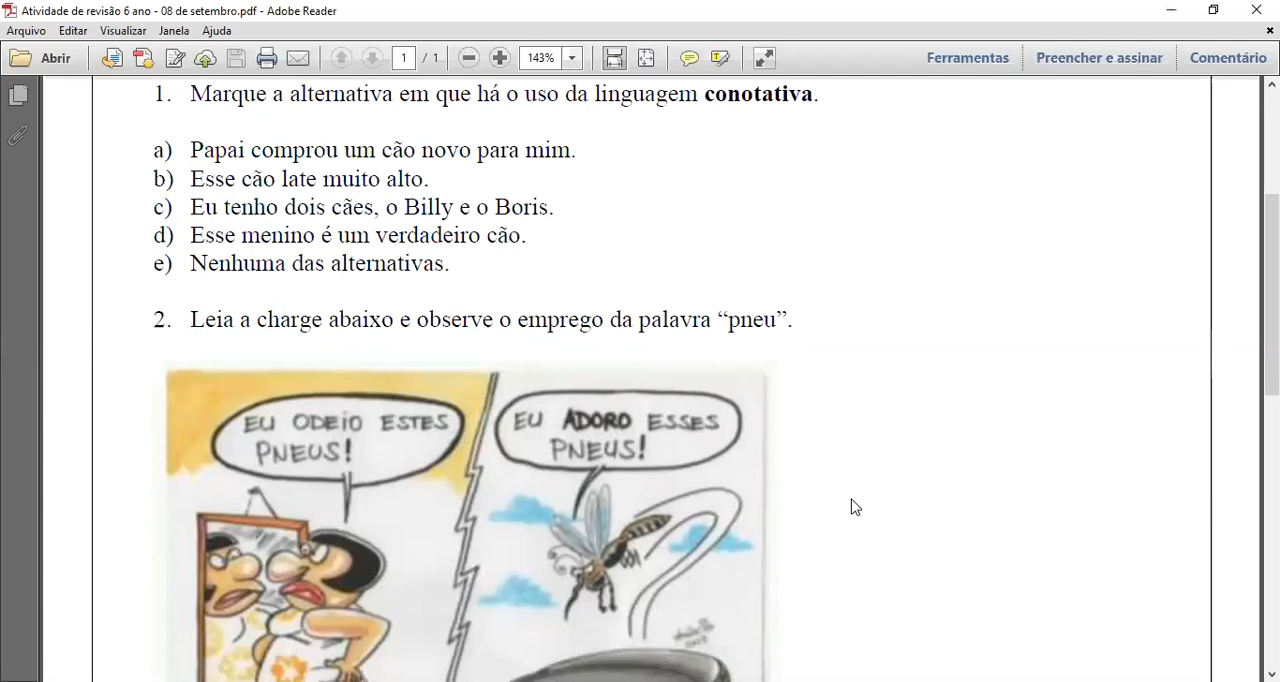 Atividade de revisão 6 ano - 08 de setembro.pdf - Adobe Reader
Arquivo Editar Visualizar Janela Ajuda
Abrir 1 / 1 143% Ferramentas Preencher e assinar Comentário
1. Marque a alternativa em que há o uso da linguagem conotativa.
a) Papai comprou um cão novo para mim.
b) Esse cão late muito alto.
c) Eu tenho dois cães, o Billy e o Boris.
d) Esse menino é um verdadeiro cão.
e) Nenhuma das alternativas.
2. Leia a charge abaixo e observe o emprego da palavra “pneu”.
EU ODEIO ESTES
PNEUS!
EU ADORO ESSES
PNEUS!